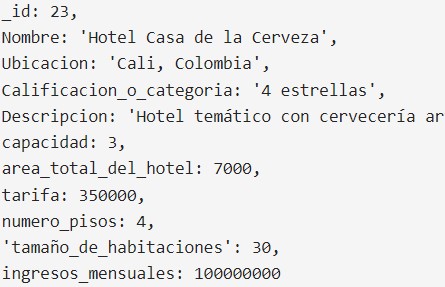 _id: 23,
Nombre: 'Hotel Casa de la Cerveza',
Ubicacion: 'Cali, Colombia',
Calificacion_o_categoria: '4 estrellas',
Descripcion: 'Hotel temático con cervecería ar
capacidad: 3,
area_total_del_hotel: 7000,
tarifa: 350000,
numero_pisos: 4,
'tamaño_de_habitaciones': 30,
ingresos_mensuales: 100000000